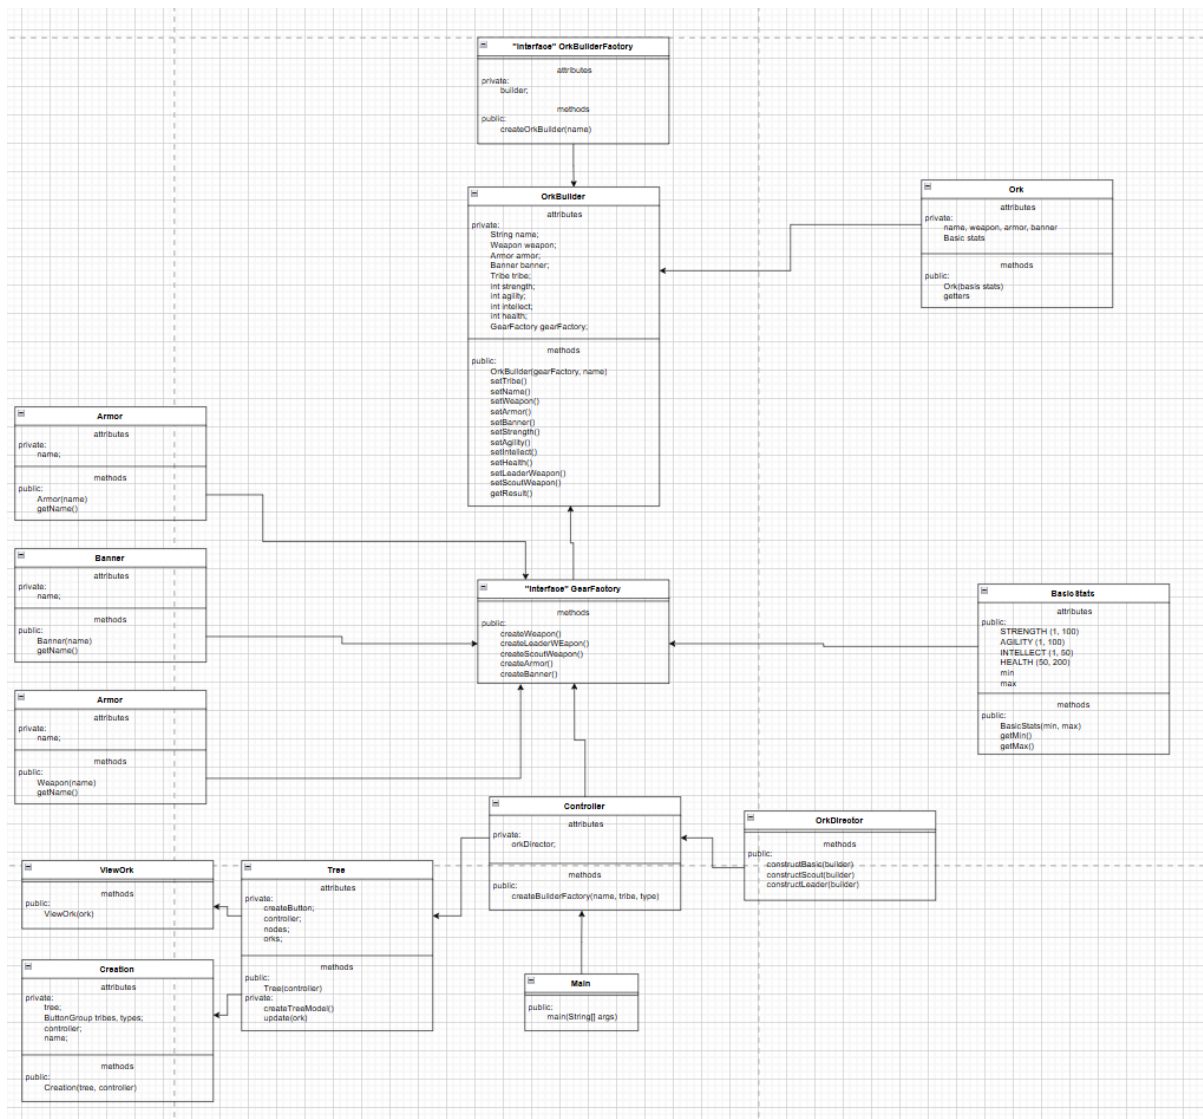 "Interface" OrkBuilderFactory
attributes
private:
builder;
methods
public:
createOrkBuilder(name)
OrkBuilder
attributes
private:
String name;
Weapon weapon;
Armor armor;
Banner banner;
Tribe tribe;
int strength;
int agility;
int intellect;
int health;
GearFactory gearFactory;
methods
public:
OrkBuilder(gearFactory, name)
setTribe()
setName()
setWeapon()
setArmor()
setBanner()
setStrength()
setAgility()
setIntellect()
setHealth()
setLeaderWeapon()
setScoutWeapon()
getResult()
Ork
attributes
private:
name, weapon, armor, banner
Basic stats
methods
public:
Ork(basis stats)
getters
Armor
attributes
private:
name;
methods
public:
Armor(name)
getName()
Banner
attributes
private:
name;
methods
public:
Banner(name)
getName()
Armor
attributes
private:
name;
methods
public:
Weapon(name)
getName()
"Interface" GearFactory
methods
public:
createWeapon()
createLeaderWEapon()
createScoutWeapon()
createArmor()
createBanner()
BasicStats
attributes
public:
STRENGTH (1, 100)
AGILITY (1, 100)
INTELLECT (1, 50)
HEALTH (50, 200)
min
max
methods
public:
BasicStats(min, max)
getMin()
getMax()
Controller
attributes
private:
orkDirector;
methods
public:
createBuilderFactory(name, tribe, type)
OrkDirector
methods
public:
constructBasic(builder)
constructScout(builder)
constructLeader(builder)
ViewOrk
methods
public:
ViewOrk(ork)
Tree
attributes
private:
createButton;
controller;
nodes;
orks;
methods
public:
Tree(controller)
private:
createTreeModel()
update(ork)
Creation
attributes
private:
tree;
ButtonGroup tribes, types;
controller;
name;
methods
public:
Creation(tree, controller)
Main
public:
main(String[] args)